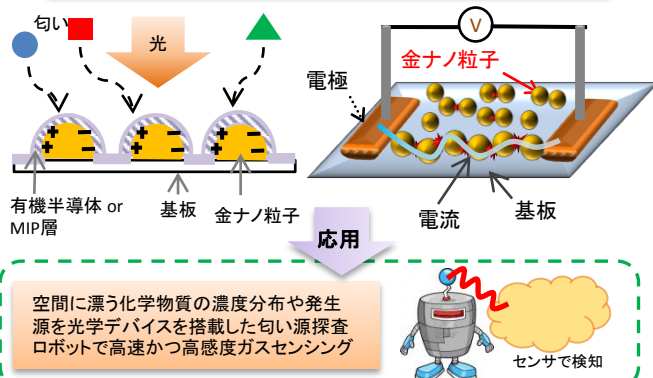 匂い
光
V
金ナノ粒子
電極
有機半導体 or
MIP層
基板
金ナノ粒子
電流
基板
応用
空間に漂う化学物質の濃度分布や発生
源を光学デバイスを搭載した匂い源探査
ロボットで高速かつ高感度ガスセンシング
センサで検知